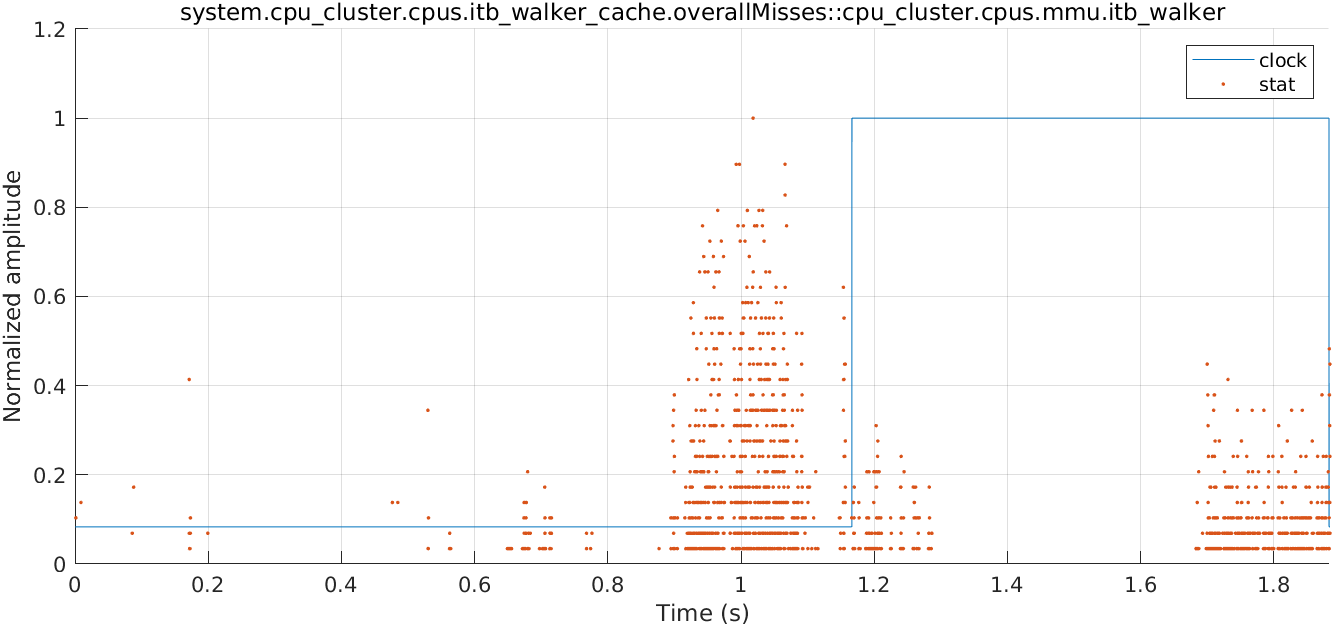 system.cpu_cluster.cpus.itb_walker_cache.overallMisses::cpu_cluster.cpus.mmu.itb_walker
1.2
1
0.8
0.6
0.4
0.2
0
Normalized amplitude
clock
stat
0 0.2 0.4 0.6 0.8 1 1.2 1.4 1.6 1.8
Time (s)